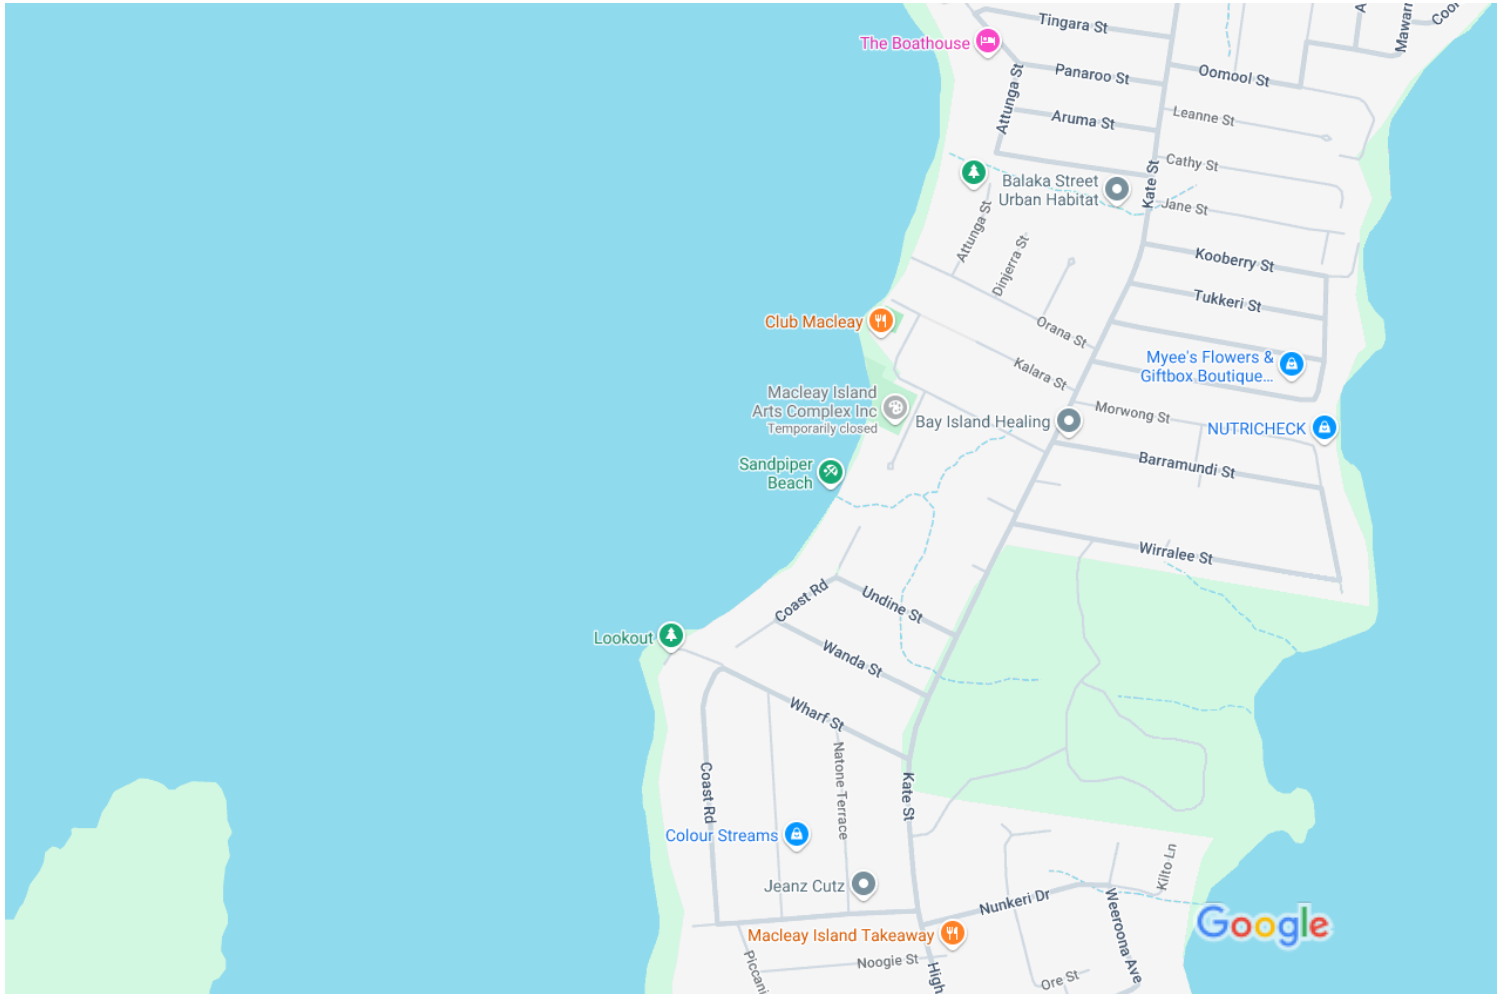 Tingara St
Mawarr
Coor
A
The Boathouse
Panaroo St
Oomool St
Attunga St
Aruma St
Leanne St
Kate St
Cathy St
Balaka Street
Urban Habitat
Jane St
Attunga St
Dinjerra St
Kooberry St
Tukkeri St
Club Macleay
Orana St
Myee's Flowers &
Giftbox Boutique...
Kalara St
Macleay Island
Arts Complex Inc
Temporarily closed
Bay Island Healing
Morwong St
NUTRICHECK
Sandpiper
Beach
Barramundi St
Wirralee St
Coast Rd
Undine St
Lookout
Wanda St
Wharf St
Coast Rd
Natone Terrace
Kate St
Colour Streams
Jeanz Cutz
Kilto Ln
Nunkeri Dr
Weeroona Ave
Google
Macleay Island Takeaway
Noogie St
Piccani
High
Ore St